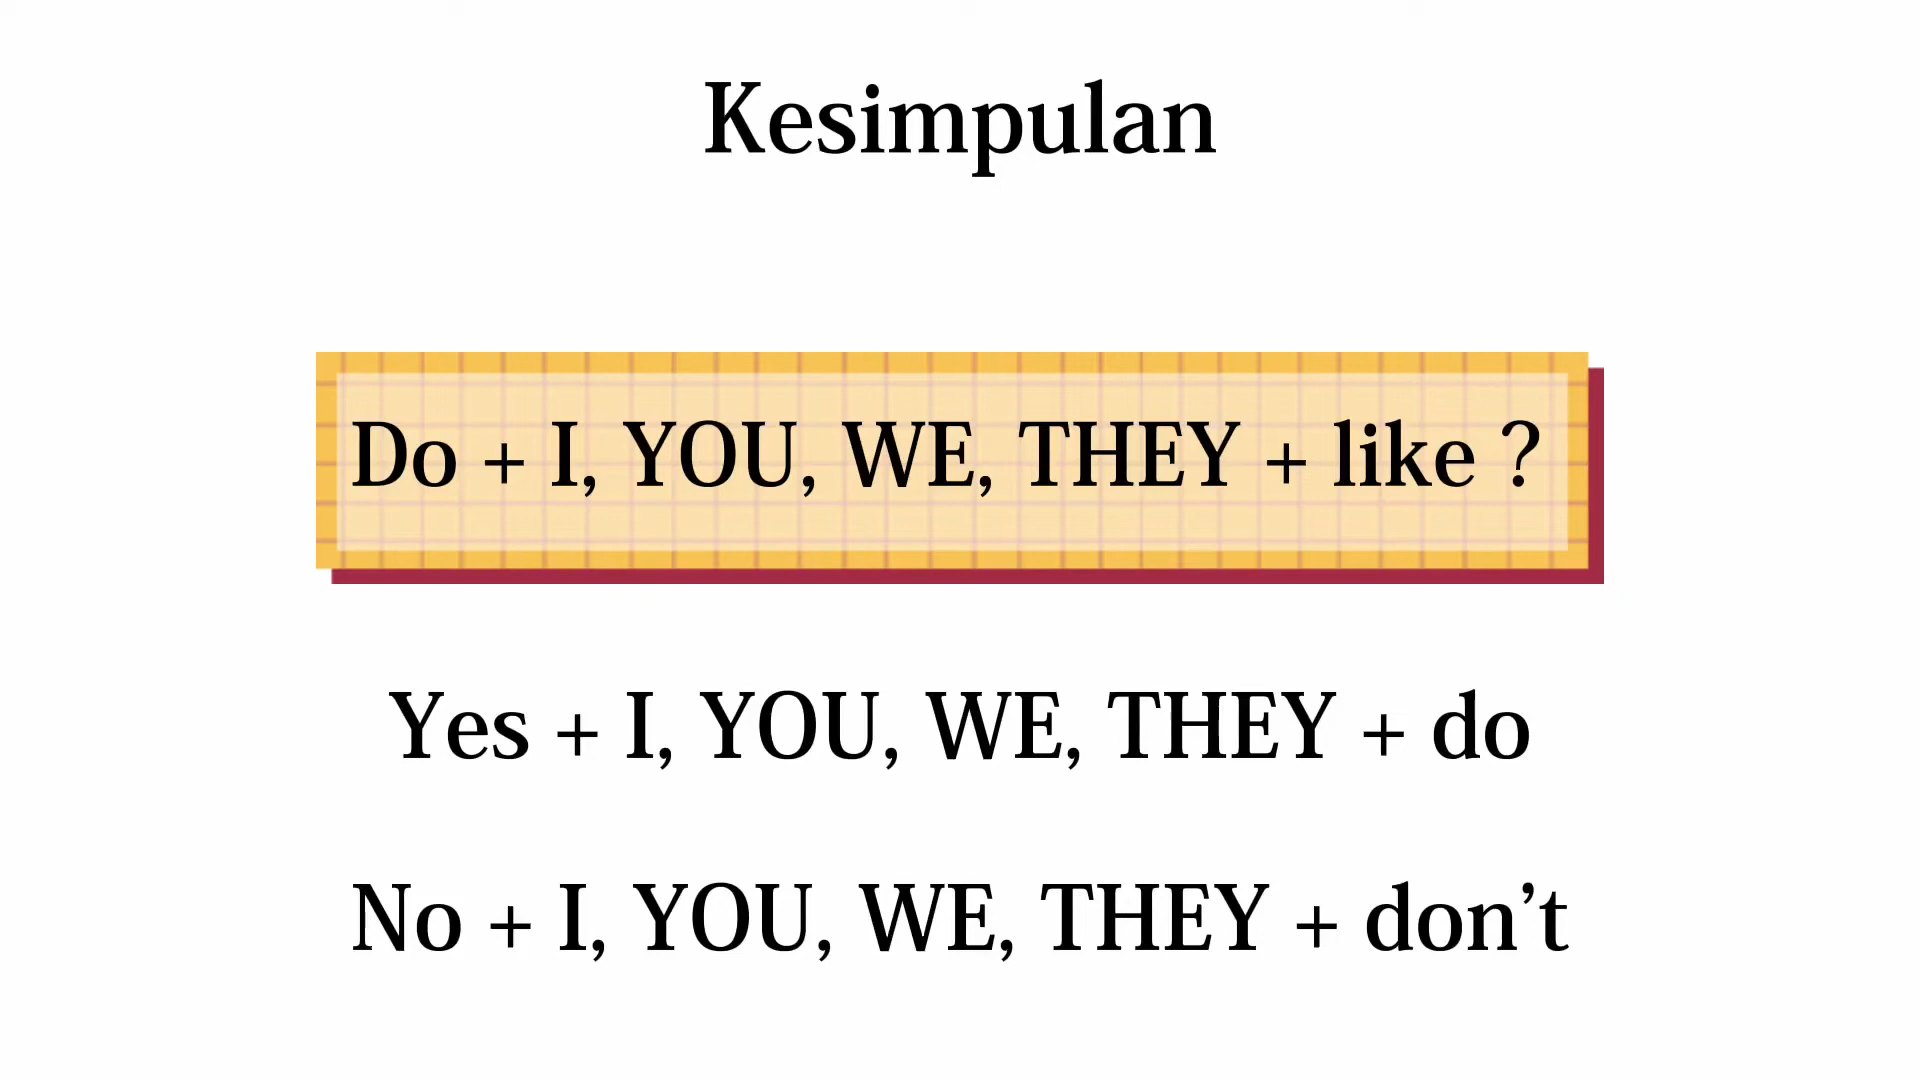 Kesimpulan
Do + I, YOU, WE, THEY + like ?
Yes + I, YOU, WE, THEY + do
No + I, YOU, WE, THEY + don’t